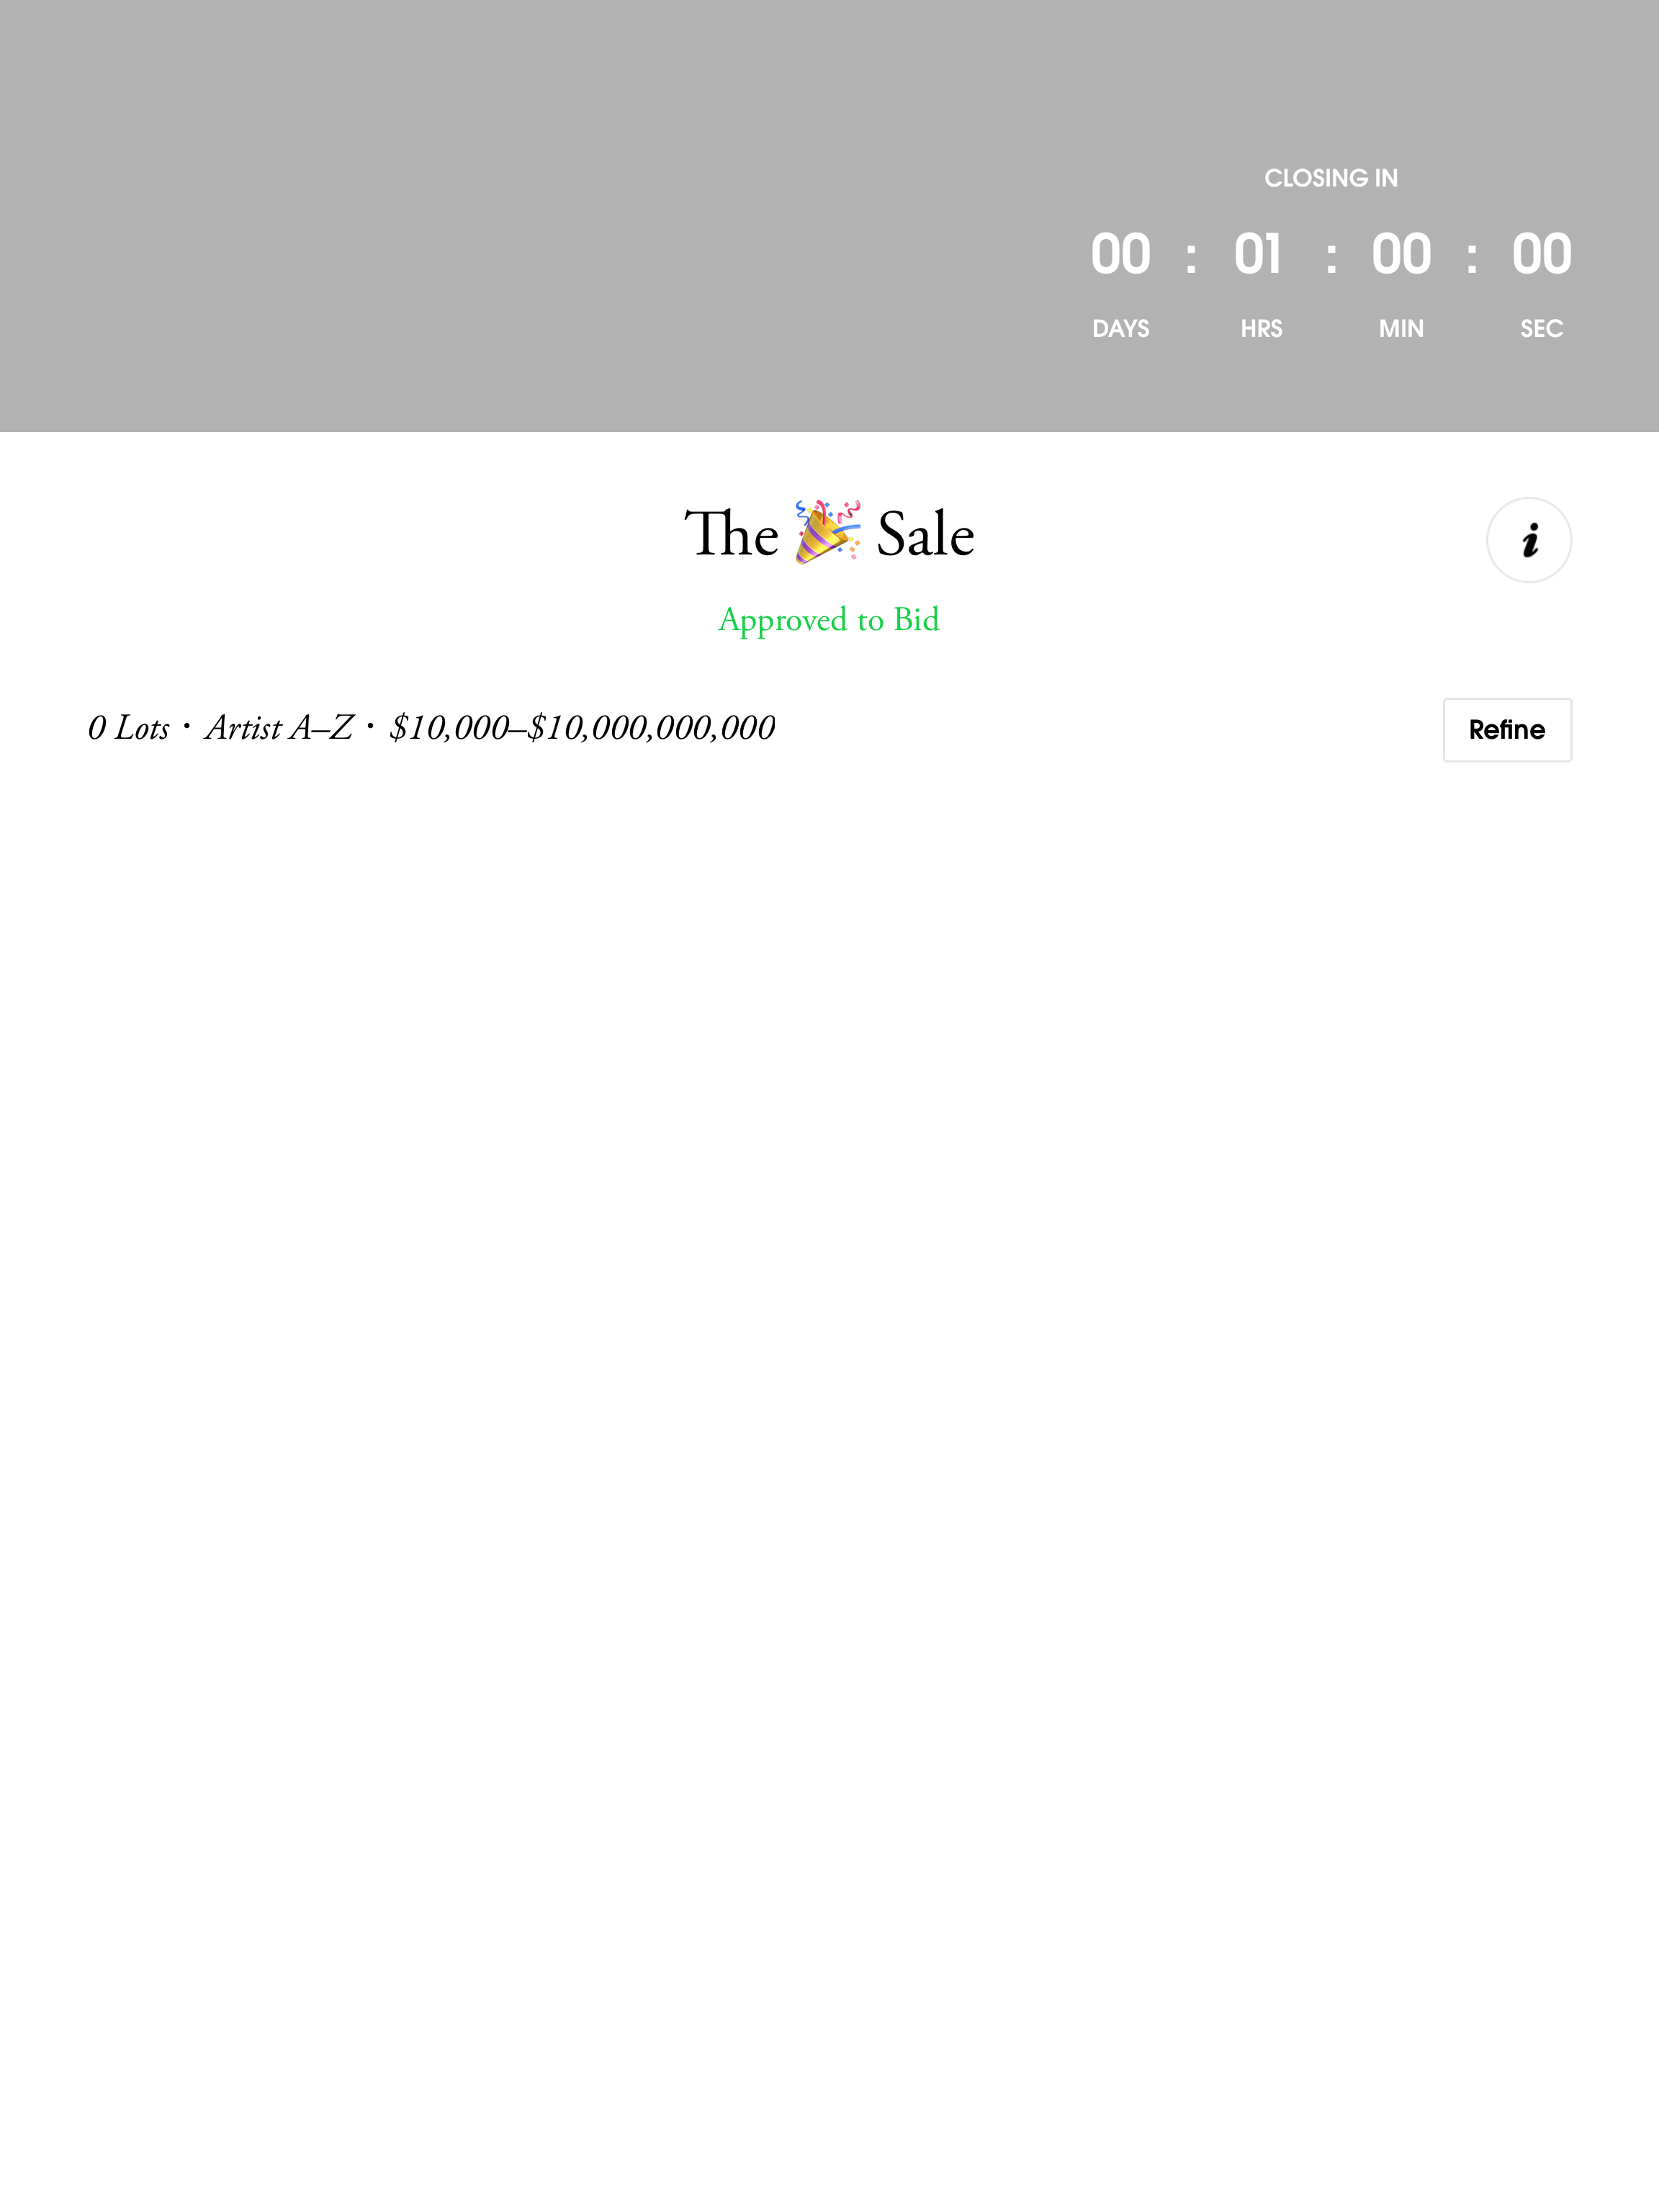 CLOSING IN
00 : 01 : 00 : 00
DAYS HRS MIN SEC
The 🎉 Sale
i
Approved to Bid
0 Lots • Artist A–Z • $10,000–$10,000,000,000
Refine